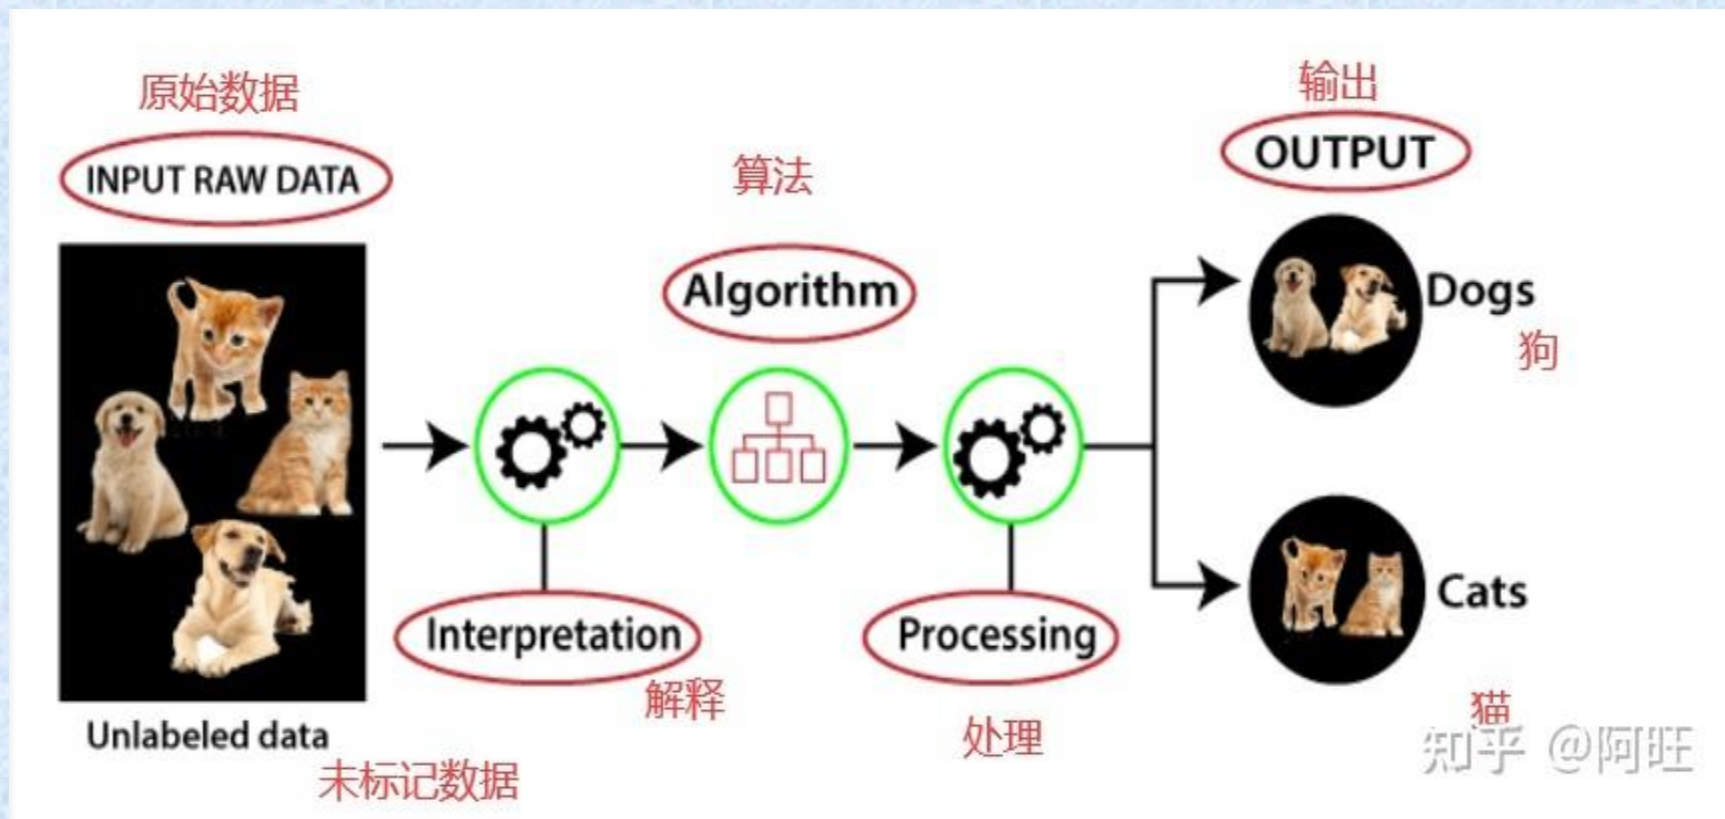 原始数据
INPUT RAW DATA
Unlabeled data
未标记数据
Interpretation
解释
算法
Algorithm
Processing
处理
输出
OUTPUT
Dogs
狗
Cats
猫
知乎 @阿旺